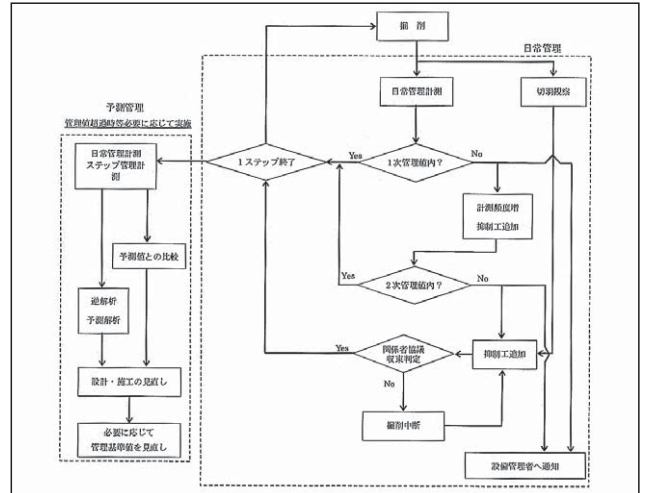 掘 削
日常管理
日常管理計測
切羽観察
予測管理
管理値超過時等必要に応じて実施
日常管理計測
ステップ管理計
測
1ステップ終了
Yes
1次管理値内?
No
計測頻度増
抑制工追加
予測値との比較
Yes
2次管理値内?
No
逆解析
予測解析
Yes
関係者協議
収束判定
抑制工追加
設計・施工の見直し
No
掘削中断
必要に応じて
管理基準値を見直し
設備管理者へ通知